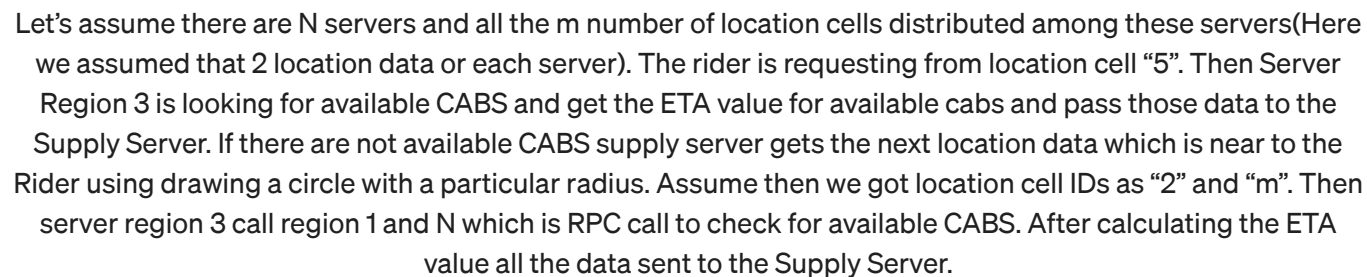 Let’s assume there are N servers and all the m number of location cells distributed among these servers(Here
we assumed that 2 location data or each server). The rider is requesting from location cell “5”. Then Server
Region 3 is looking for available CABS and get the ETA value for available cabs and pass those data to the
Supply Server. If there are not available CABS supply server gets the next location data which is near to the
Rider using drawing a circle with a particular radius. Assume then we got location cell IDs as “2” and “m”. Then
server region 3 call region 1 and N which is RPC call to check for available CABS. After calculating the ETA
value all the data sent to the Supply Server.